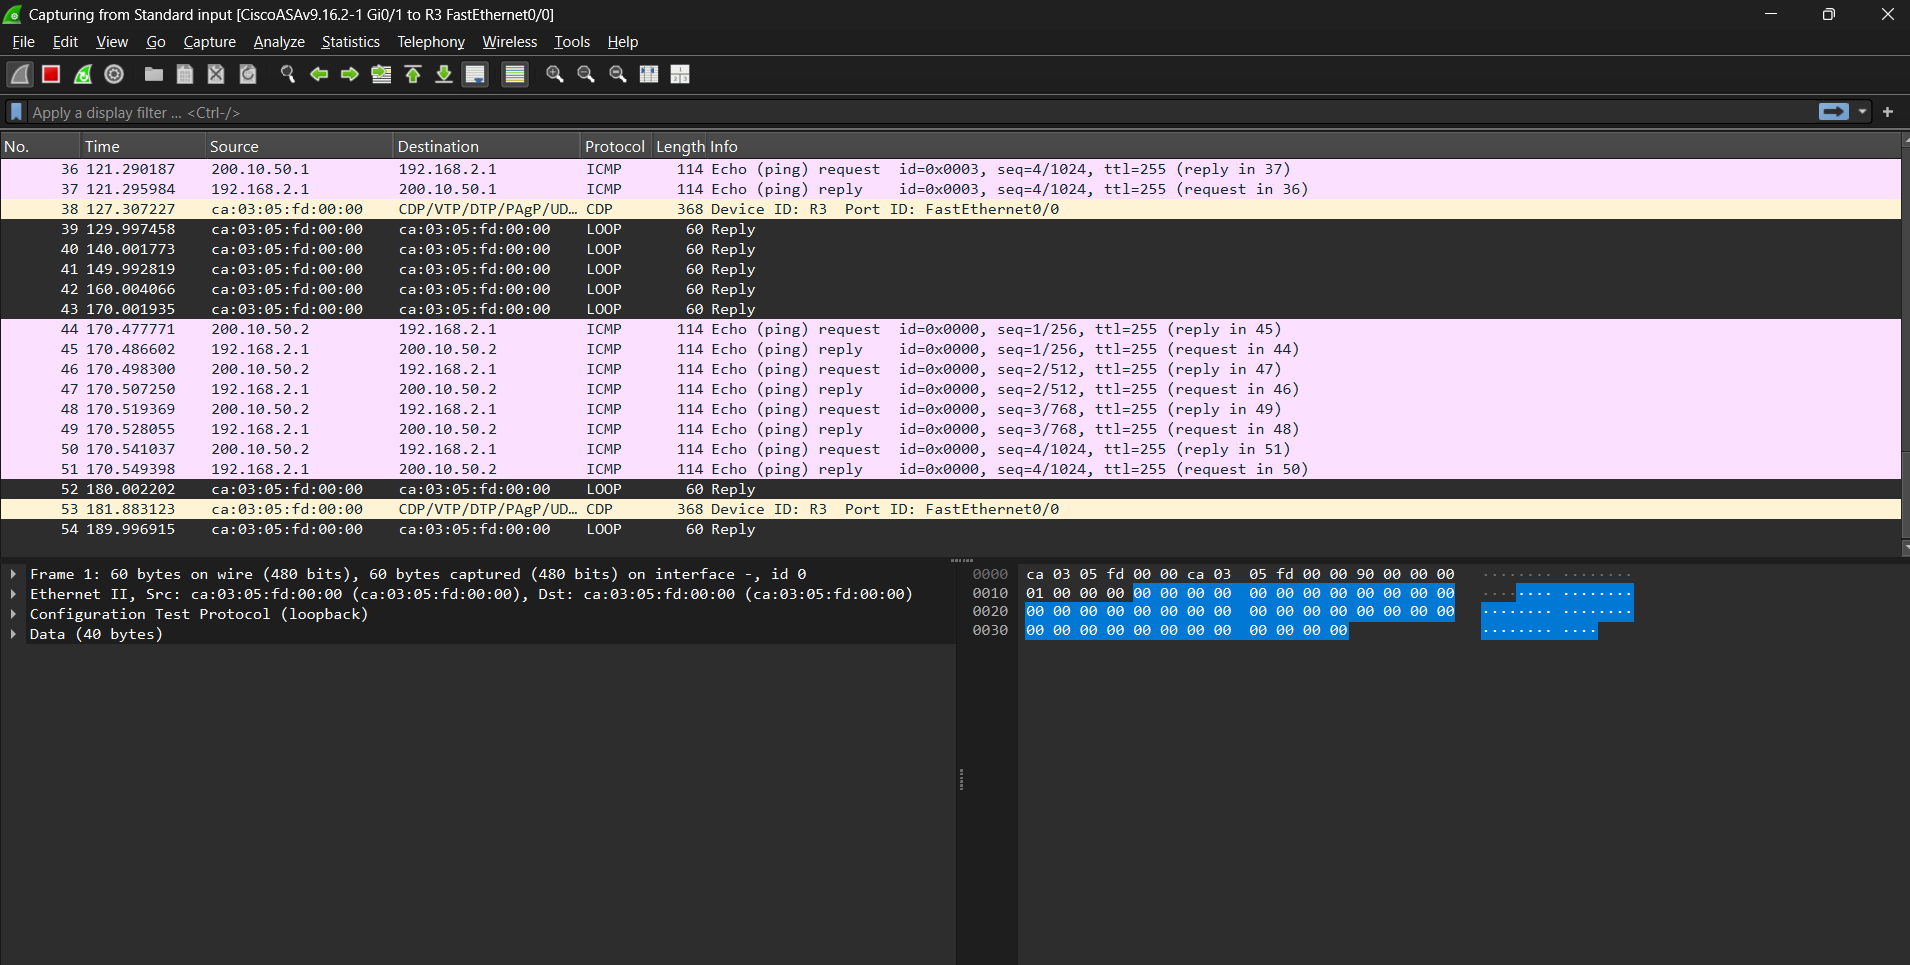 Capturing from Standard input [CiscoASAv9.16.2-1 Gi0/1 to R3 FastEthernet0/0]
File Edit View Go Capture Analyze Statistics Telephony Wireless Tools Help
Apply a display filter ... <Ctrl-/>
No. Time Source Destination Protocol Length Info
36 121.290187 200.10.50.1 192.168.2.1 ICMP 114 Echo (ping) request id=0x0003, seq=4/1024, ttl=255 (reply in 37)
37 121.295984 192.168.2.1 200.10.50.1 ICMP 114 Echo (ping) reply id=0x0003, seq=4/1024, ttl=255 (request in 36)
38 127.307227 ca:03:05:fd:00:00 CDP/VTP/DTP/PAgP/UD… CDP 368 Device ID: R3 Port ID: FastEthernet0/0
39 129.997458 ca:03:05:fd:00:00 ca:03:05:fd:00:00 LOOP 60 Reply
40 140.001773 ca:03:05:fd:00:00 ca:03:05:fd:00:00 LOOP 60 Reply
41 149.992819 ca:03:05:fd:00:00 ca:03:05:fd:00:00 LOOP 60 Reply
42 160.004066 ca:03:05:fd:00:00 ca:03:05:fd:00:00 LOOP 60 Reply
43 170.001935 ca:03:05:fd:00:00 ca:03:05:fd:00:00 LOOP 60 Reply
44 170.477771 200.10.50.2 192.168.2.1 ICMP 114 Echo (ping) request id=0x0000, seq=1/256, ttl=255 (reply in 45)
45 170.486602 192.168.2.1 200.10.50.2 ICMP 114 Echo (ping) reply id=0x0000, seq=1/256, ttl=255 (request in 44)
46 170.498300 200.10.50.2 192.168.2.1 ICMP 114 Echo (ping) request id=0x0000, seq=2/512, ttl=255 (reply in 47)
47 170.507250 192.168.2.1 200.10.50.2 ICMP 114 Echo (ping) reply id=0x0000, seq=2/512, ttl=255 (request in 46)
48 170.519369 200.10.50.2 192.168.2.1 ICMP 114 Echo (ping) request id=0x0000, seq=3/768, ttl=255 (reply in 49)
49 170.528055 192.168.2.1 200.10.50.2 ICMP 114 Echo (ping) reply id=0x0000, seq=3/768, ttl=255 (request in 48)
50 170.541037 200.10.50.2 192.168.2.1 ICMP 114 Echo (ping) request id=0x0000, seq=4/1024, ttl=255 (reply in 51)
51 170.549398 192.168.2.1 200.10.50.2 ICMP 114 Echo (ping) reply id=0x0000, seq=4/1024, ttl=255 (request in 50)
52 180.002202 ca:03:05:fd:00:00 ca:03:05:fd:00:00 LOOP 60 Reply
53 181.883123 ca:03:05:fd:00:00 CDP/VTP/DTP/PAgP/UD… CDP 368 Device ID: R3 Port ID: FastEthernet0/0
54 189.996915 ca:03:05:fd:00:00 ca:03:05:fd:00:00 LOOP 60 Reply
Frame 1: 60 bytes on wire (480 bits), 60 bytes captured (480 bits) on interface -, id 0
Ethernet II, Src: ca:03:05:fd:00:00 (ca:03:05:fd:00:00), Dst: ca:03:05:fd:00:00 (ca:03:05:fd:00:00)
Configuration Test Protocol (loopback)
Data (40 bytes)
0000 ca 03 05 fd 00 00 ca 03 05 fd 00 00 90 00 00 00 ········ ········
0010 01 00 00 00 00 00 00 00 00 00 00 00 00 00 00 00 ········ ········
0020 00 00 00 00 00 00 00 00 00 00 00 00 00 00 00 00 ········ ········
0030 00 00 00 00 00 00 00 00 00 00 00 00 ········ ····